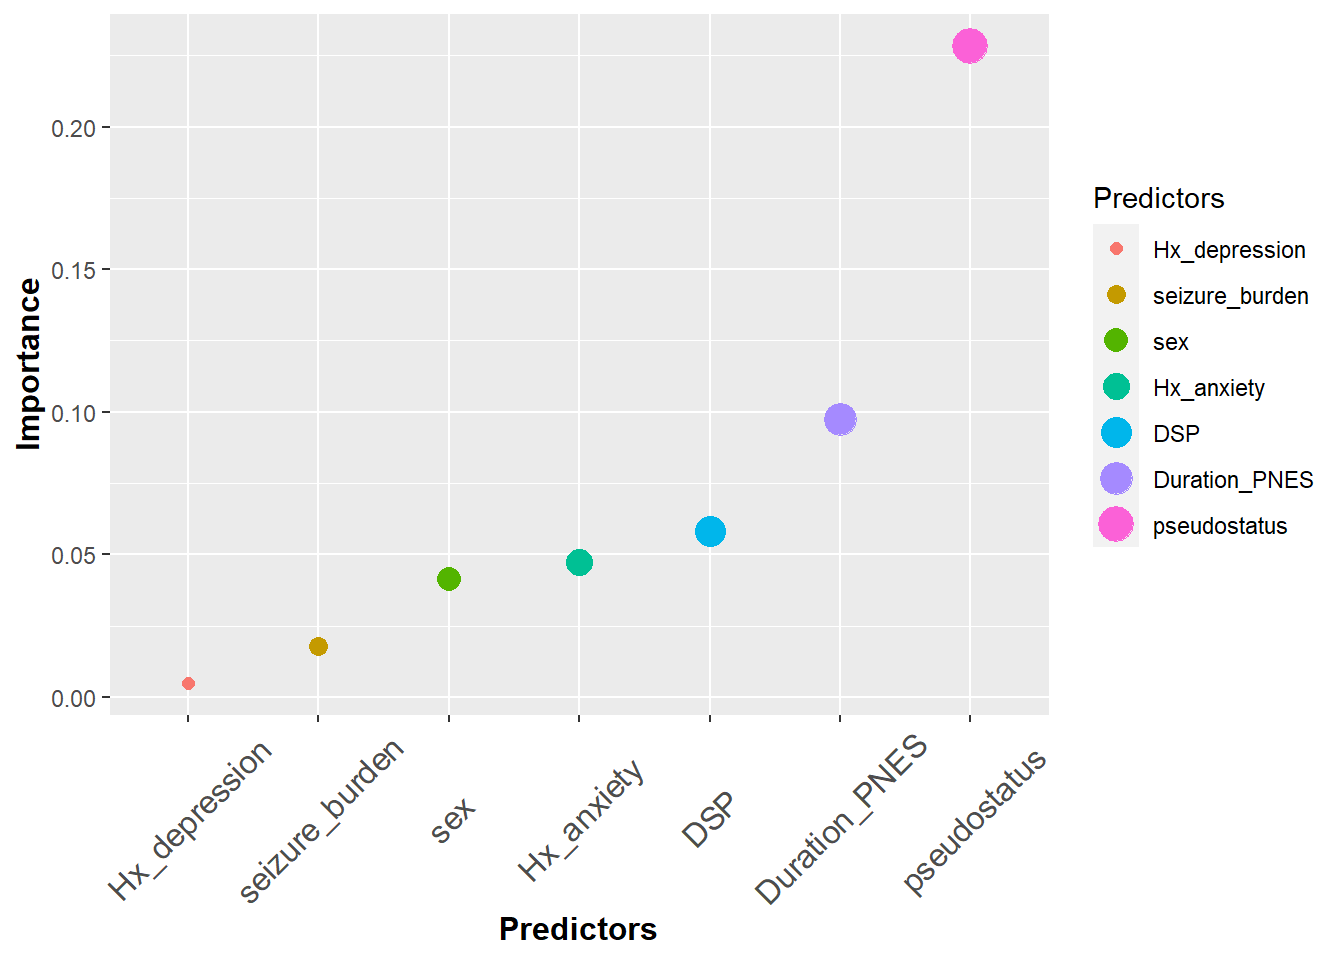 Importance
0.20
0.15
0.10
0.05
0.00
Hx_depression
seizure_burden
sex
Hx_anxiety
DSP
Duration_PNES
pseudostatus
Predictors
Predictors
Hx_depression
seizure_burden
sex
Hx_anxiety
DSP
Duration_PNES
pseudostatus